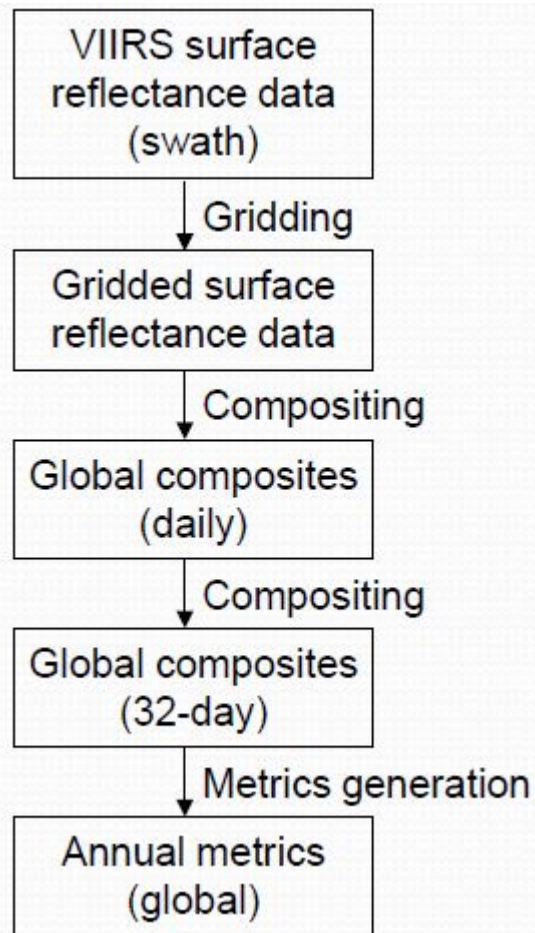 VIIRS surface
reflectance data
(swath)
Gridding
Gridded surface
reflectance data
Compositing
Global composites
(daily)
Compositing
Global composites
(32-day)
Metrics generation
Annual metrics
(global)